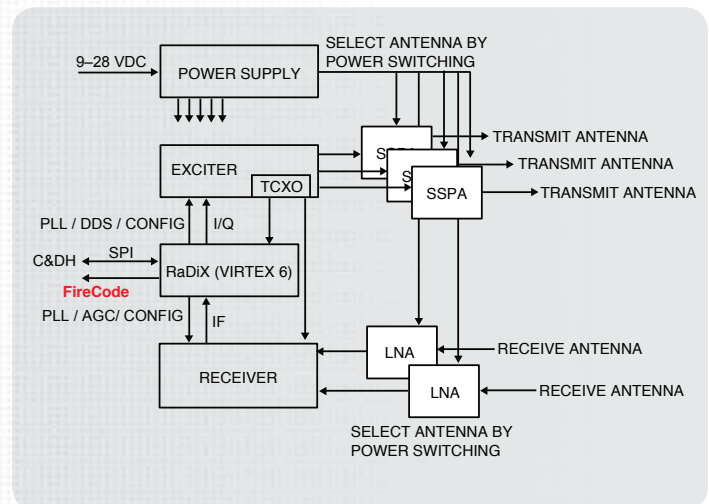 SELECT ANTENNA BY
POWER SWITCHING
9–28 VDC
POWER SUPPLY
TRANSMIT ANTENNA
S
EXCITER
TRANSMIT ANTENNA
S
TCXO
SSPA
TRANSMIT ANTENNA
PLL / DDS / CONFIG
I/Q
C&DH
SPI
RaDiX (VIRTEX 6)
FireCode
PLL / AGC/ CONFIG
IF
LNA
RECEIVE ANTENNA
RECEIVER
LNA
RECEIVE ANTENNA
SELECT ANTENNA BY
POWER SWITCHING